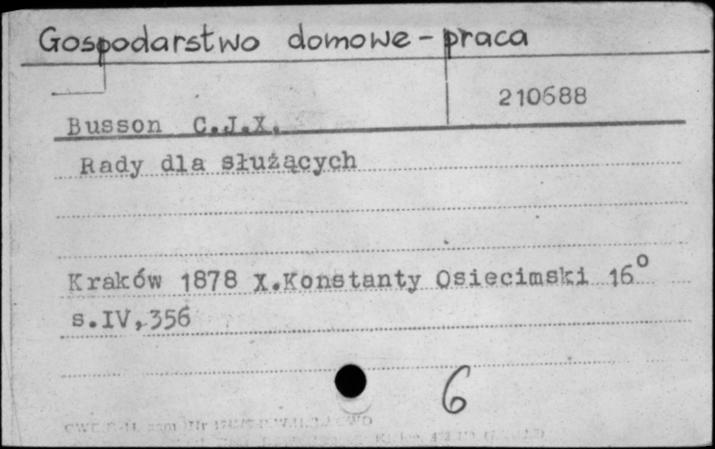 Gospodarstwo domowe - praca
210688
Busson C.J.X.
Rady dla służących
Kraków 1878 X.Konstanty Osiecimski 16°
s.IV,356
6